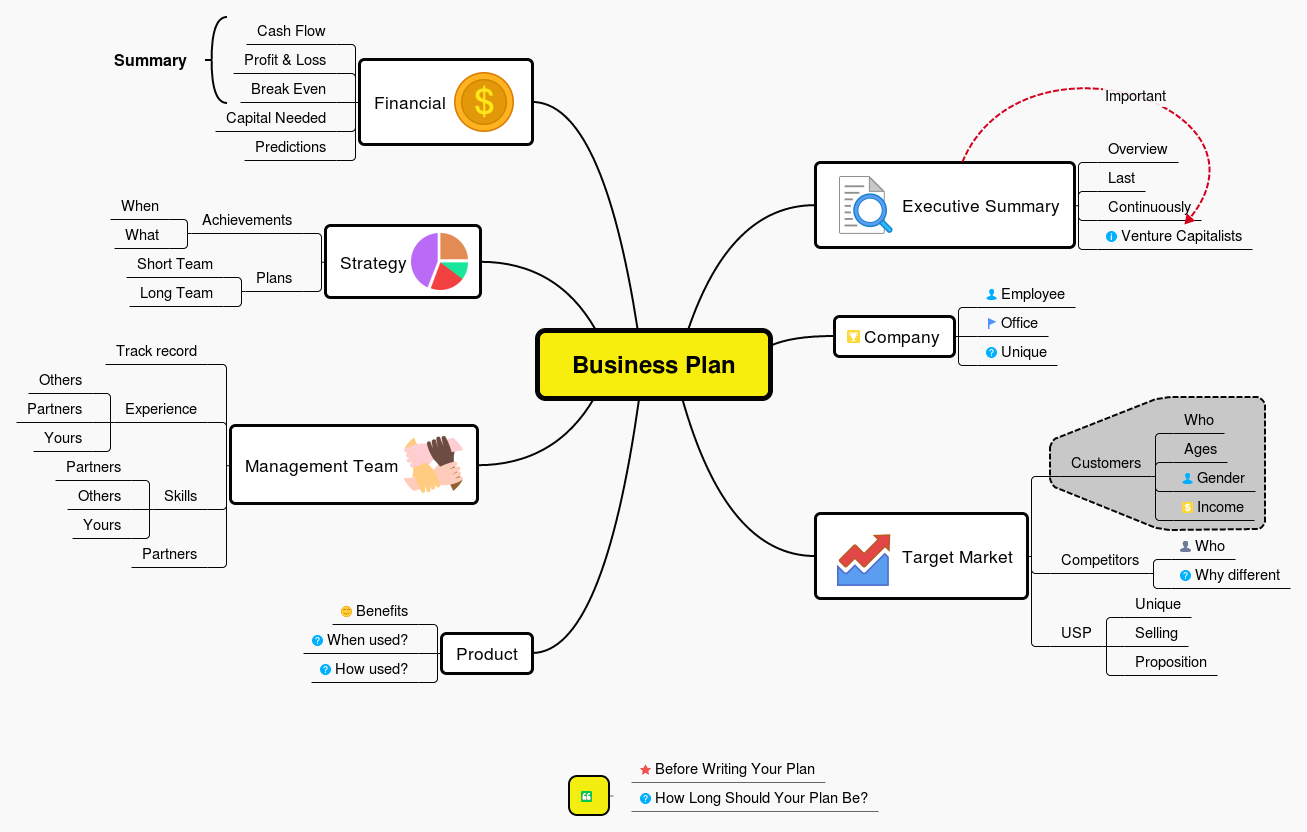 Business Plan
Executive Summary
Important
Overview
Last
Continuously
Venture Capitalists
Company
Employee
Office
Unique
Target Market
Customers
Who
Ages
Gender
Income
Competitors
Who
Why different
USP
Unique
Selling
Proposition
Financial
Summary
Cash Flow
Profit & Loss
Break Even
Capital Needed
Predictions
Strategy
Achievements
When
What
Plans
Short Team
Long Team
Management Team
Track record
Experience
Others
Partners
Yours
Skills
Partners
Others
Yours
Partners
Product
Benefits
When used?
How used?
Before Writing Your Plan
How Long Should Your Plan Be?